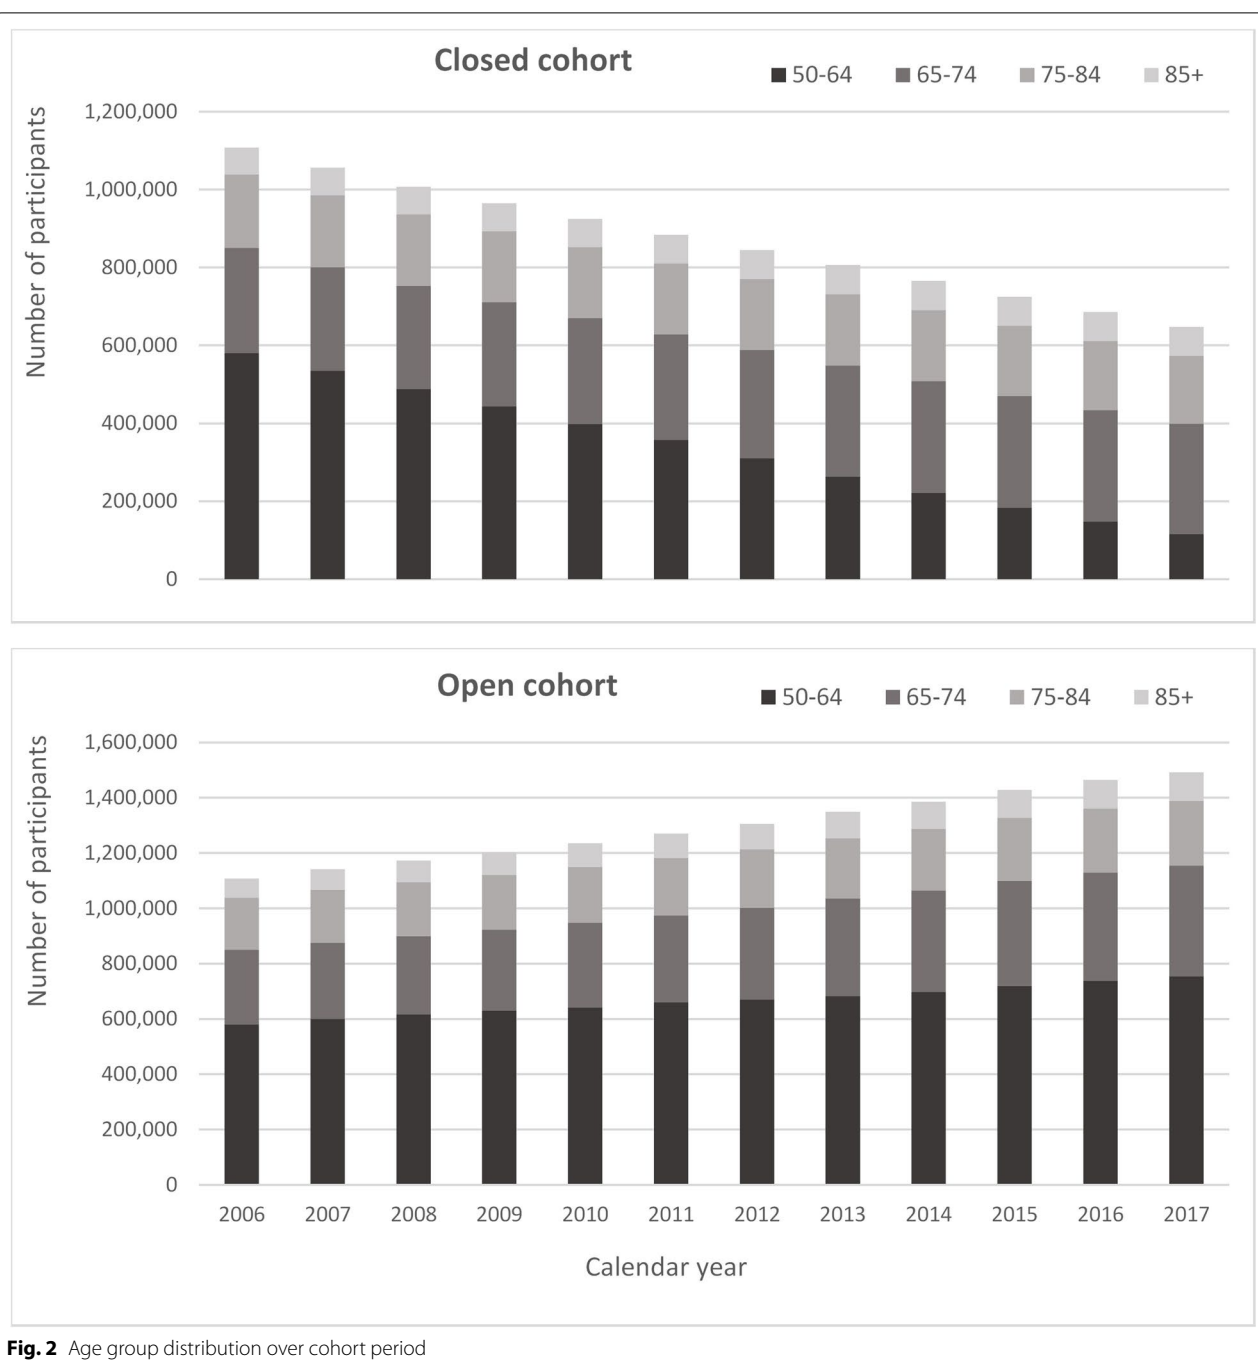 Closed cohort
50-64 65-74 75-84 85+
Number of participants
1,200,000
1,000,000
800,000
600,000
400,000
200,000
0
Open cohort
50-64 65-74 75-84 85+
Number of participants
1,600,000
1,400,000
1,200,000
1,000,000
800,000
600,000
400,000
200,000
0
2006 2007 2008 2009 2010 2011 2012 2013 2014 2015 2016 2017
Calendar year
Fig. 2 Age group distribution over cohort period